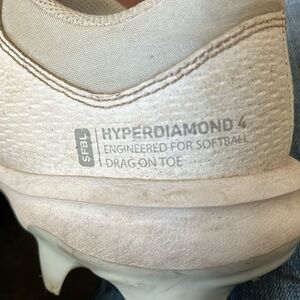 SFBL
HYPERDIAMOND 4
ENGINEERED FOR SOFTBALL
DRAG ON TOE